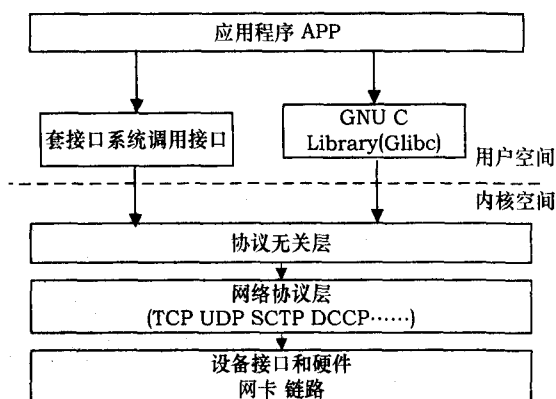 应用程序 APP
套接口系统调用接口
GNU C
Library(Glibc)
用户空间
内核空间
协议无关层
网络协议层
(TCP UDP SCTP DCCP……)
设备接口和硬件
网卡 链路